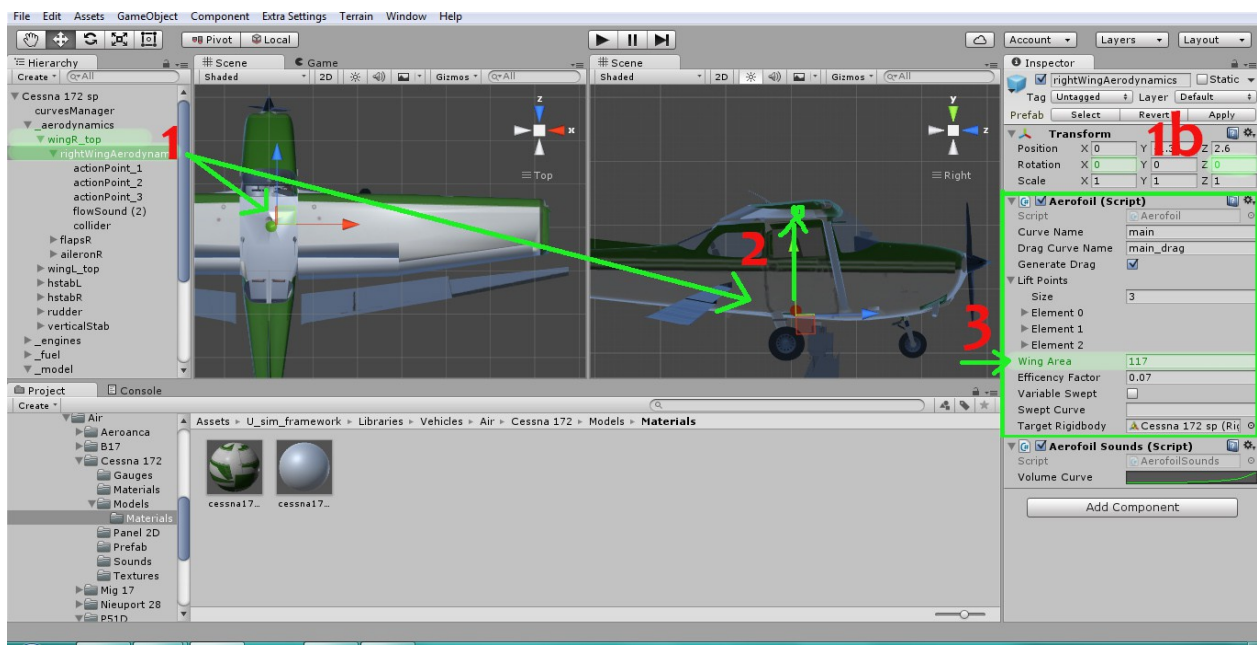 File Edit Assets GameObject Component Extra Settings Terrain Window Help
Pivot Local Account Layers Layout
Hierarchy
Create All
Cessna 172 sp
curvesManager
_aerodynamics
wingR_top
rightWingAerodynam
actionPoint_1
actionPoint_2
actionPoint_3
flowSound (2)
collider
flapsR
aileronR
wingL_top
hstabL
hstabR
rudder
verticalStab
_engines
_fuel
_model
1
Scene Game
Shaded 2D Gizmos All
z
x
Top
Scene
Shaded 2D Gizmos All
y
z
Right
2
3
Inspector
rightWingAerodynamics Static
Tag Untagged Layer Default
Prefab Select Revert Apply
1b
Transform
Position X 0 Y Z 2.6
Rotation X 0 Y 0 Z 0
Scale X 1 Y 1 Z 1
Aerofoil (Script)
Script Aerofoil
Curve Name main
Drag Curve Name main_drag
Generate Drag
Lift Points
Size 3
Element 0
Element 1
Element 2
Wing Area 117
Efficency Factor 0.07
Variable Swept
Swept Curve
Target Rigidbody Cessna 172 sp (Rig
Aerofoil Sounds (Script)
Script AerofoilSounds
Volume Curve
Add Component
Project Console
Create
Air
Aeroanca
B17
Cessna 172
Gauges
Materials
Models
Materials
Panel 2D
Prefab
Sounds
Textures
Mig 17
Nieuport 28
P51D
Assets ▸ U_sim_framework ▸ Libraries ▸ Vehicles ▸ Air ▸ Cessna 172 ▸ Models ▸ Materials
cessna17... cessna17...